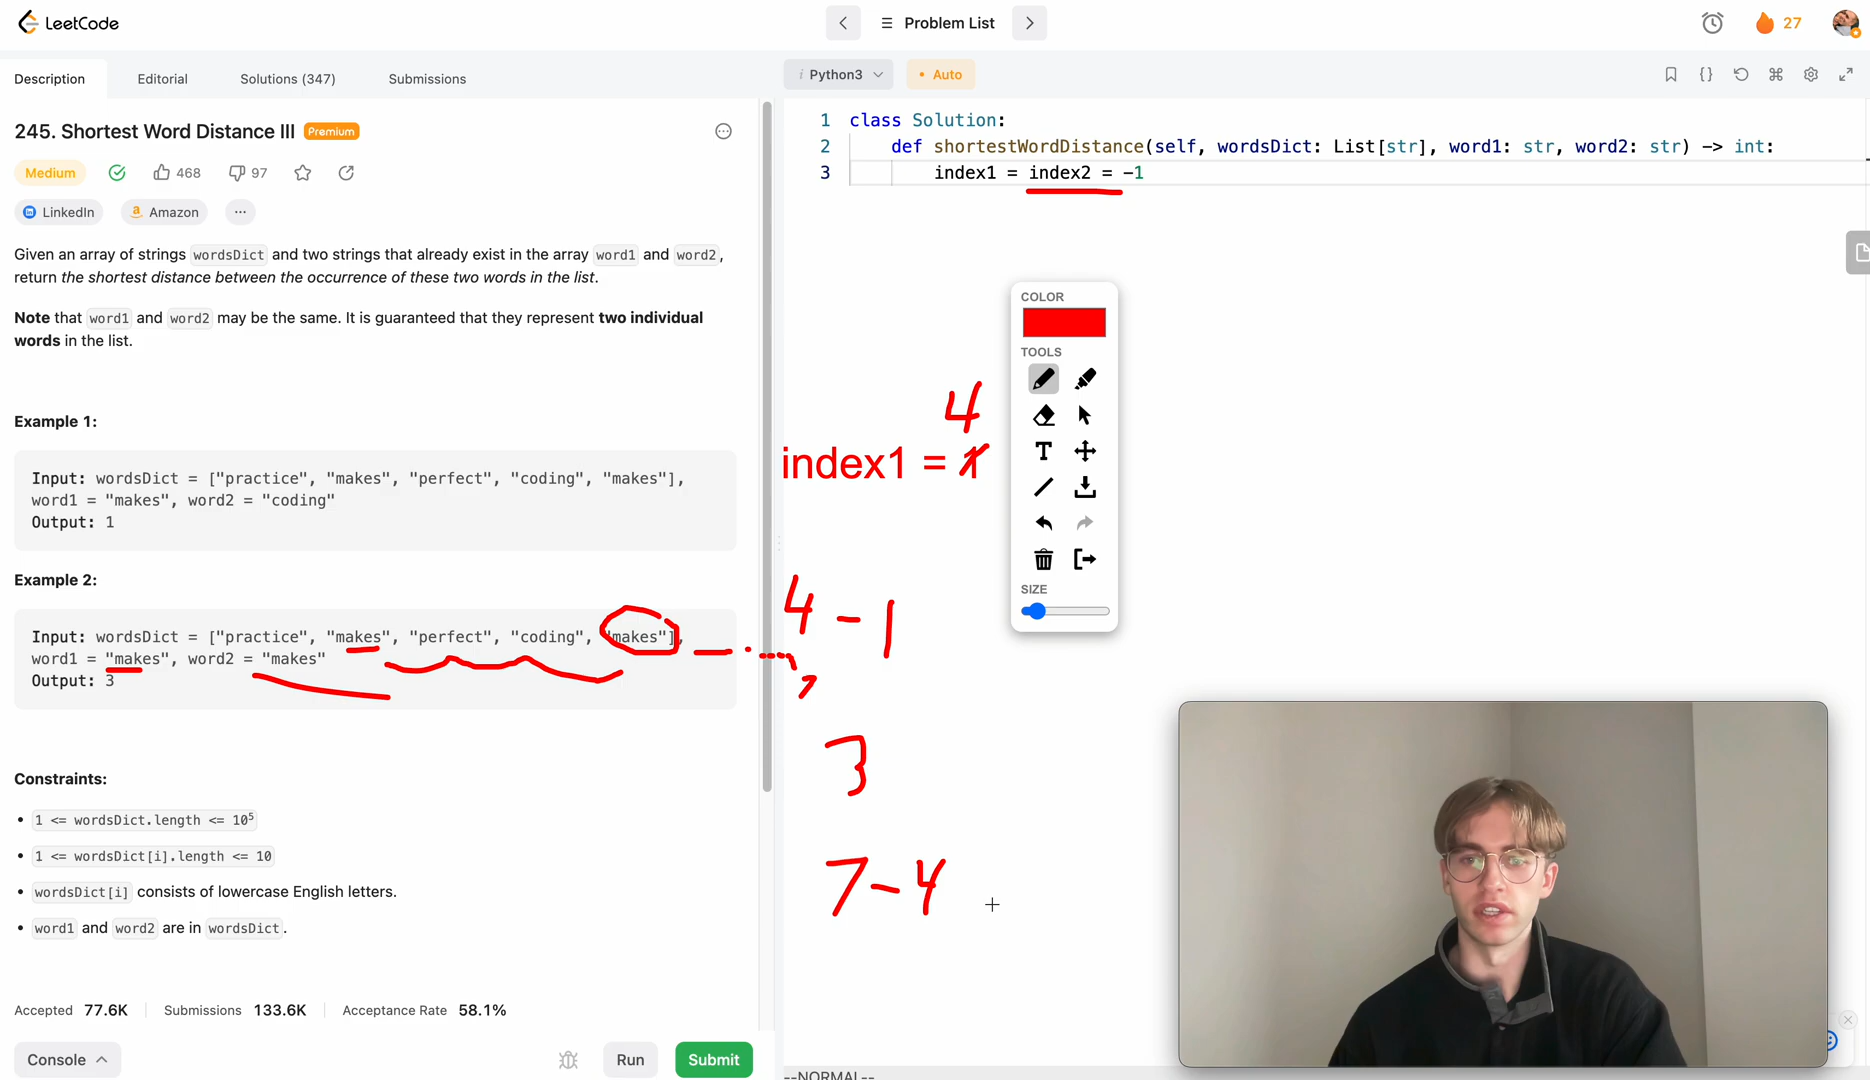 LeetCode
Problem List
27
Description
Editorial
Solutions (347)
Submissions
245. Shortest Word Distance III
Premium
Medium
468
97
LinkedIn
Amazon
...
Given an array of strings wordsDict and two strings that already exist in the array word1 and word2,
return the shortest distance between the occurrence of these two words in the list.
Note that word1 and word2 may be the same. It is guaranteed that they represent two individual
words in the list.
Example 1:
Input: wordsDict = ["practice", "makes", "perfect", "coding", "makes"],
word1 = "makes", word2 = "coding"
Output: 1
Example 2:
Input: wordsDict = ["practice", "makes", "perfect", "coding", "makes"],
word1 = "makes", word2 = "makes"
Output: 3
Constraints:
1 <= wordsDict.length <= 10⁵
1 <= wordsDict[i].length <= 10
wordsDict[i] consists of lowercase English letters.
word1 and word2 are in wordsDict.
Accepted 77.6K
Submissions 133.6K
Acceptance Rate 58.1%
Console
Run
Submit
i Python3
Auto
1 class Solution:
2 def shortestWordDistance(self, wordsDict: List[str], word1: str, word2: str) -> int:
3 index1 = index2 = -1
COLOR
TOOLS
SIZE
4
index1 = 1
4 - 1
3
7 - 4
--NORMAL--